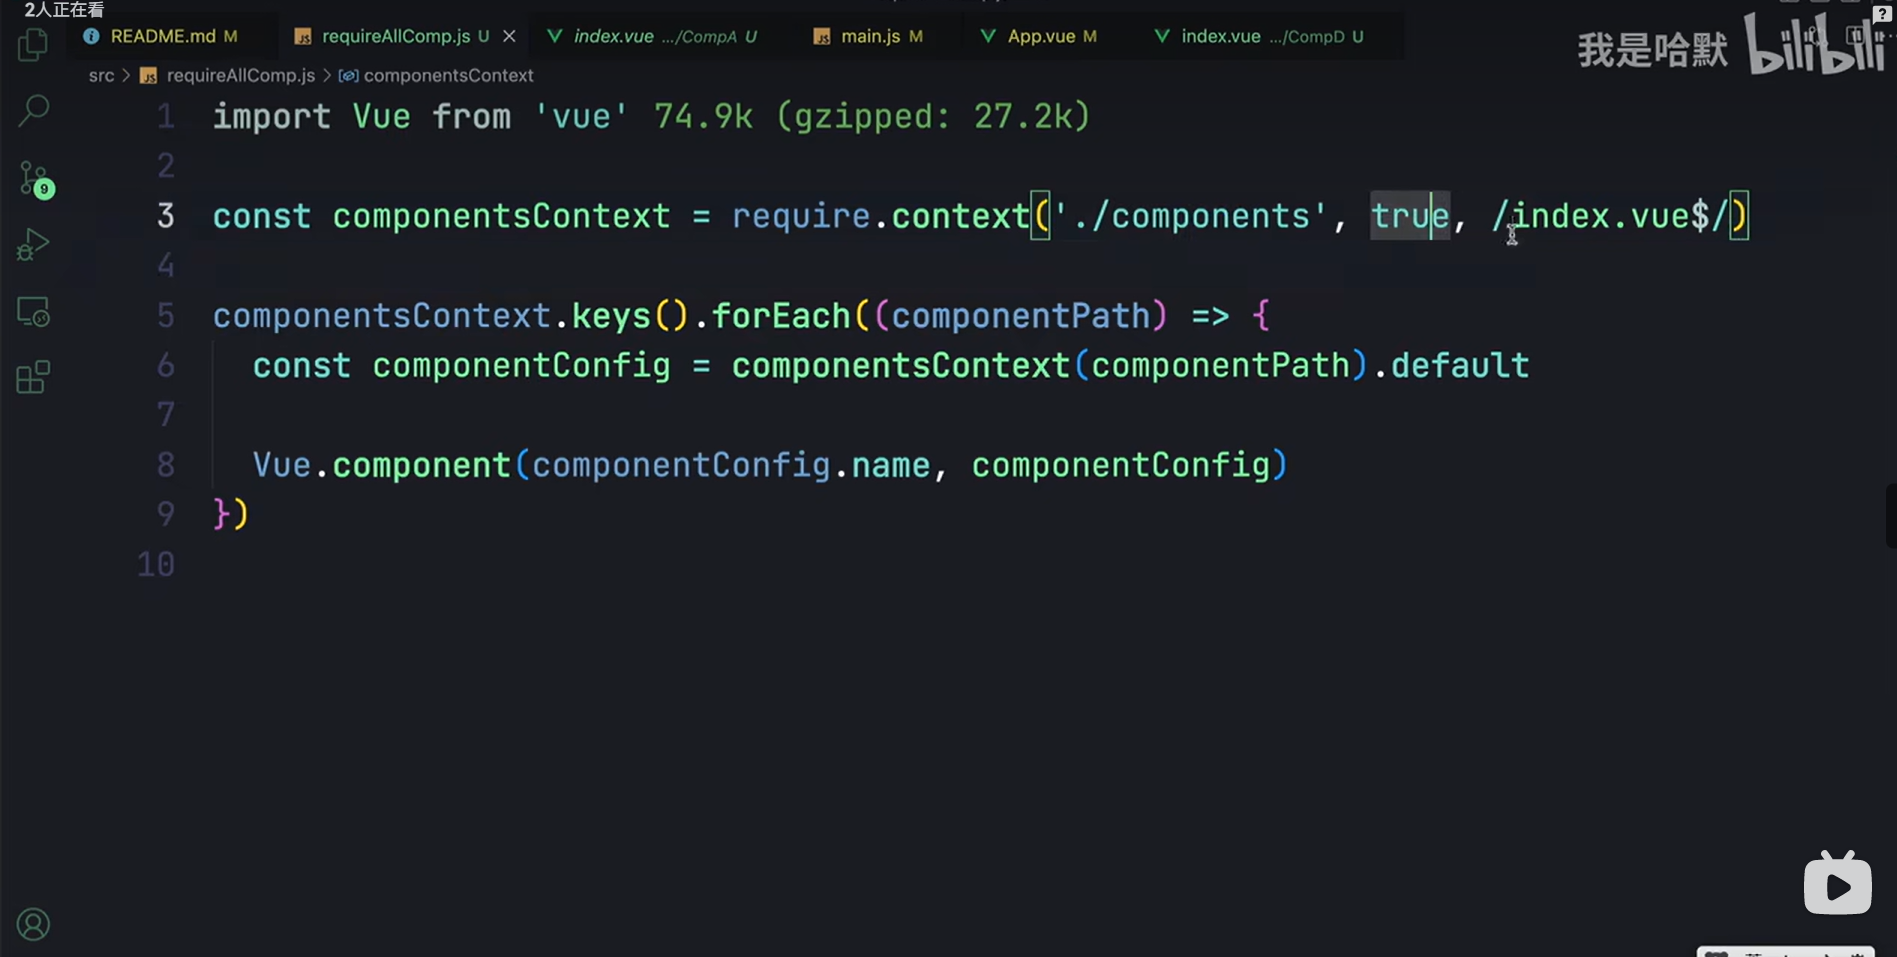 2人正在看
README.md M
requireAllComp.js U
index.vue .../CompA U
main.js M
App.vue M
index.vue .../CompD U
我是哈默 bilibili
src > requireAllComp.js > componentsContext
1 import Vue from 'vue' 74.9k (gzipped: 27.2k)
2
3 const componentsContext = require.context('./components', true, /index.vue$/)
4
5 componentsContext.keys().forEach((componentPath) => {
6 const componentConfig = componentsContext(componentPath).default
7
8 Vue.component(componentConfig.name, componentConfig)
9 })
10
9